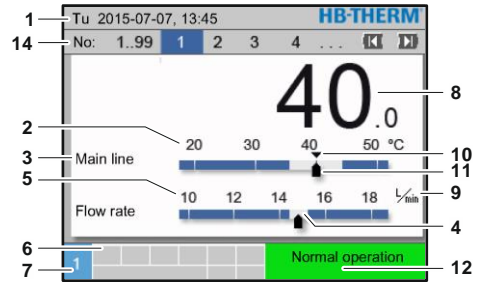 1 Tu 2015-07-07, 13:45 HB-THERM
14 No: 1..99 1 2 3 4 ...
40.0 8
2 20 30 40 50 °C 10
3 Main line 11
5 10 12 14 16 18 L/min 9
Flow rate 4
6
7 1 Normal operation 12